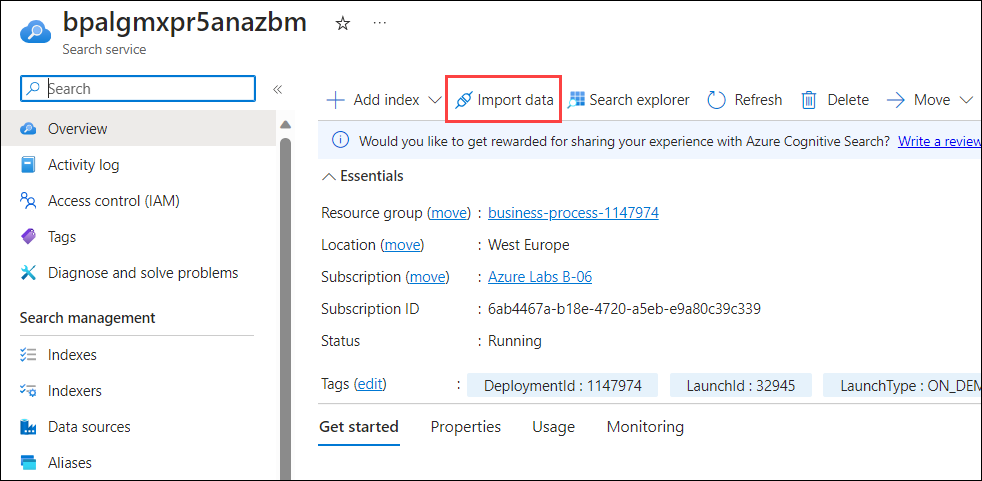 bpalgmxpr5anazbm
Search service
Search
Add index
Import data
Search explorer
Refresh
Delete
Move
Overview
Activity log
Access control (IAM)
Tags
Diagnose and solve problems
Search management
Indexes
Indexers
Data sources
Aliases
Would you like to get rewarded for sharing your experience with Azure Cognitive Search? Write a review
Essentials
Resource group (move) : business-process-1147974
Location (move) : West Europe
Subscription (move) : Azure Labs B-06
Subscription ID : 6ab4467a-b18e-4720-a5eb-e9a80c39c339
Status : Running
Tags (edit) : DeploymentId : 1147974 LaunchId : 32945 LaunchType : ON_DEM
Get started Properties Usage Monitoring